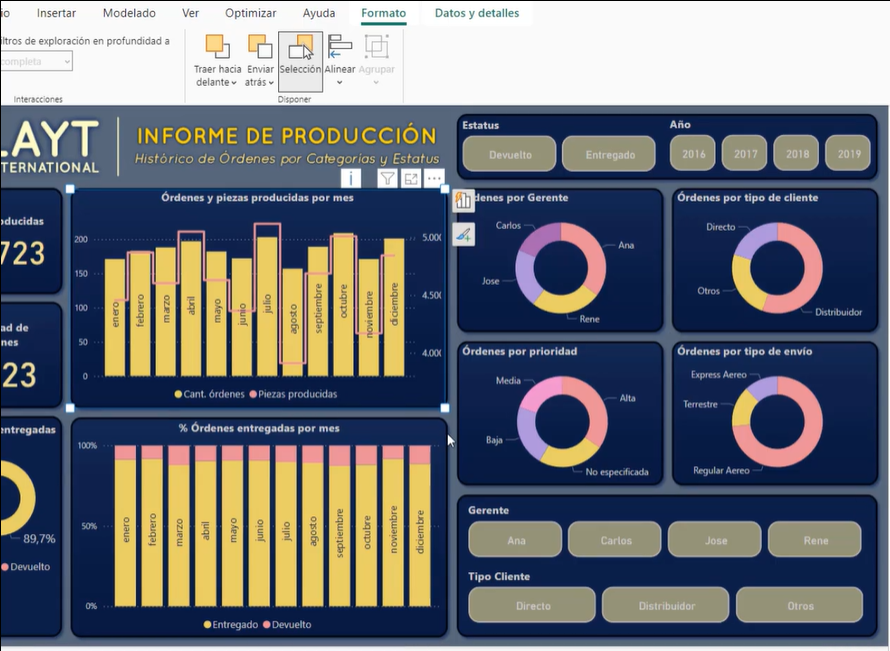 io Insertar Modelado Ver Optimizar Ayuda Formato Datos y detalles
iltros de exploración en profundidad a
completa
Traer hacia delante
Enviar atrás
Selección
Alinear
Agrupar
Interacciones
Disponer
LAYT
TERNATIONAL
INFORME DE PRODUCCIÓN
Histórico de Órdenes por Categorias y Estatus
Estatus
Devuelto Entregado
Año
2016 2017 2018 2019
oducidas
723
ad de
nes
23
entregadas
89,7%
Devuelto
Órdenes y piezas producidas por mes
200
150
100
50
0
5.000
4.500
4.000
enero febrero marzo abril mayo junio julio agosto septiembre octubre noviembre diciembre
Cant. órdenes Piezas producidas
% Órdenes entregadas por mes
100%
50%
0%
enero febrero marzo abril mayo junio julio agosto septiembre octubre noviembre diciembre
Entregado Devuelto
denes por Gerente
Carlos
Ana
Jose
Rene
Órdenes por tipo de cliente
Directo
Otros
Distribuidor
Órdenes por prioridad
Media
Alta
Baja
No especificada
Órdenes por tipo de envío
Express Aereo
Terrestre
Regular Aereo
Gerente
Ana Carlos Jose Rene
Tipo Cliente
Directo Distribuidor Otros